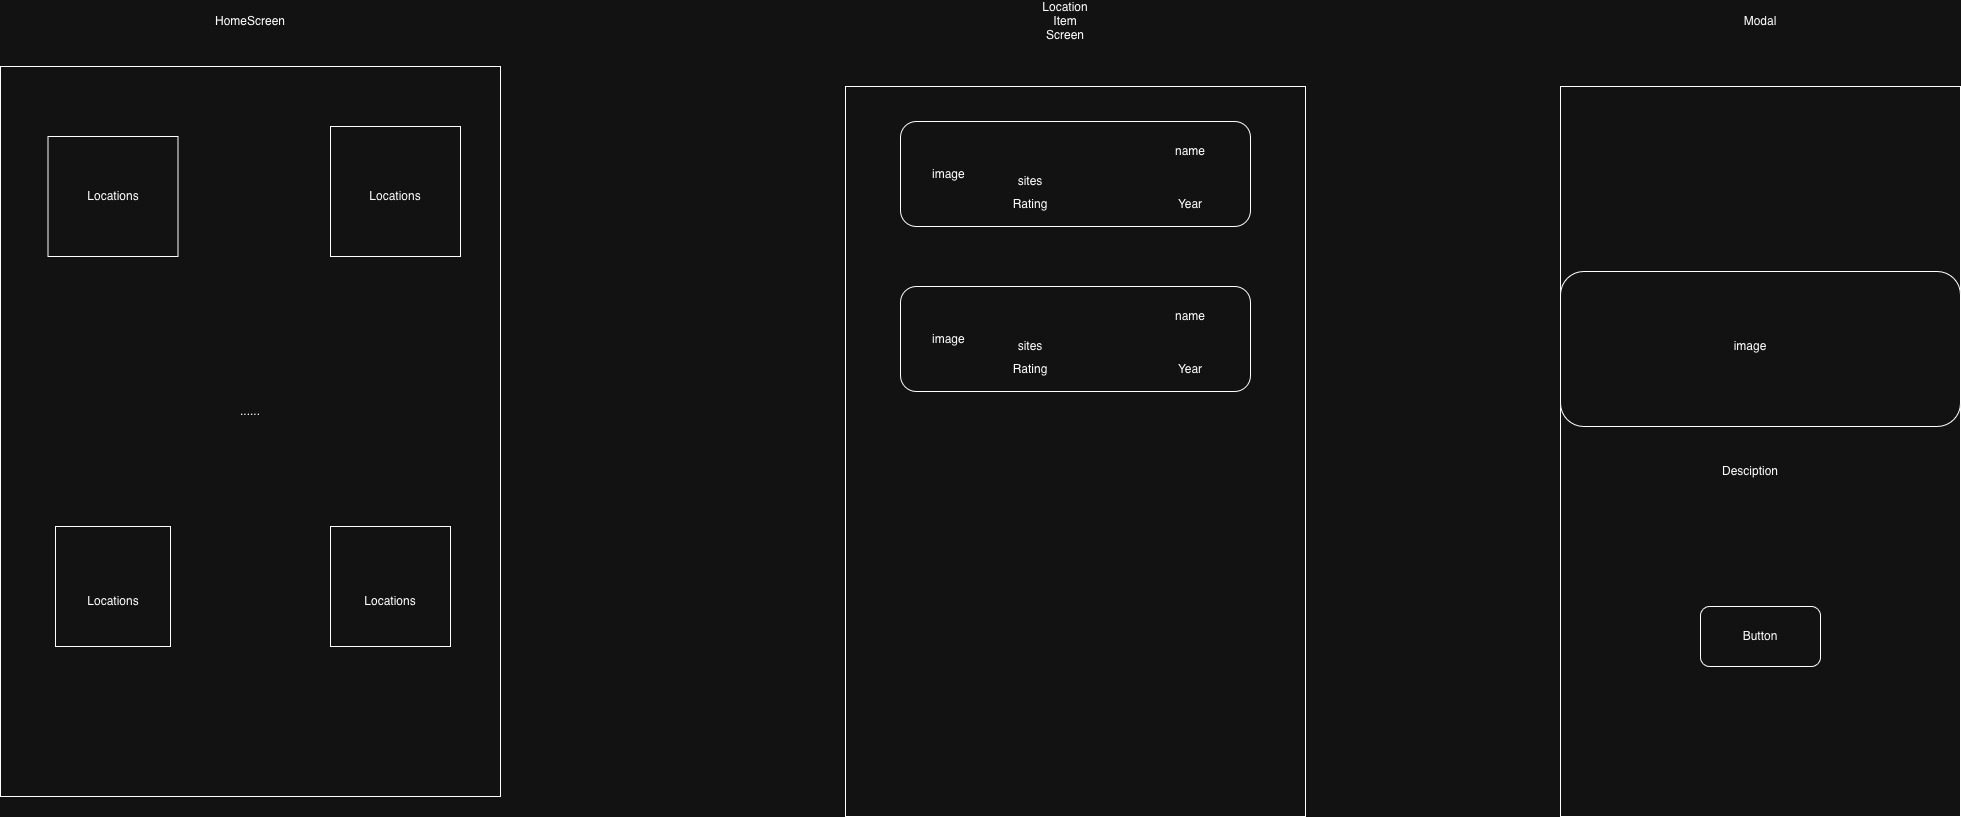 HomeScreen
Locations
Locations
......
Locations
Locations
Location
Item
Screen
name
image
sites
Rating
Year
name
image
sites
Rating
Year
Modal
image
Desciption
Button